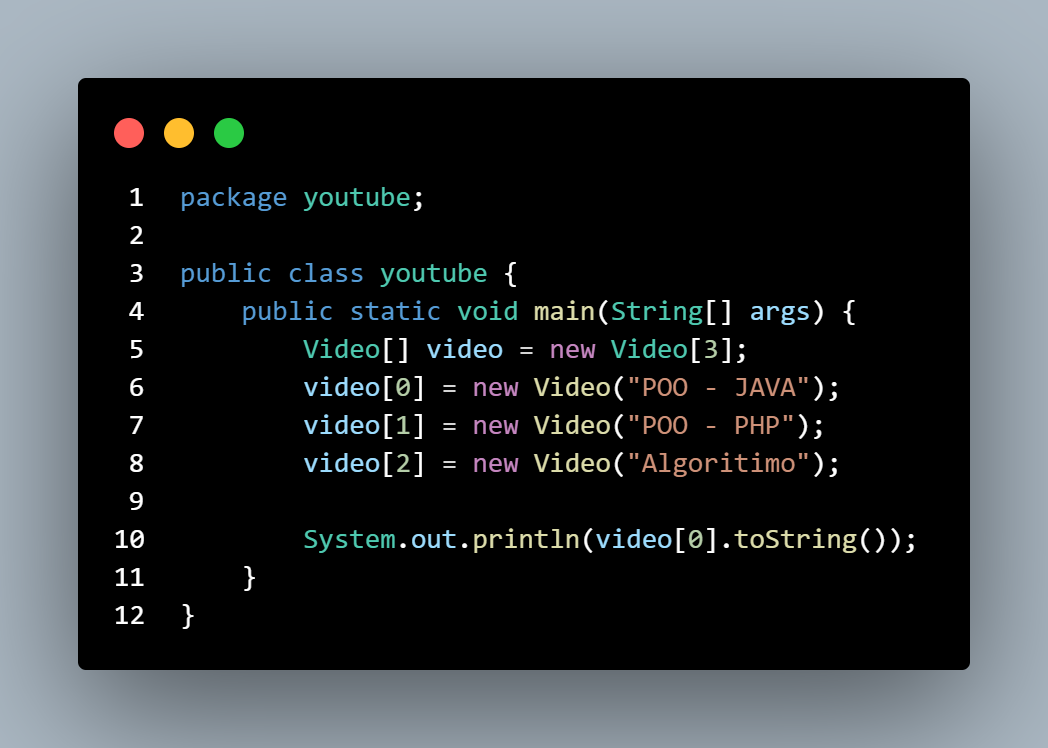 1 package youtube;
2
3 public class youtube {
4     public static void main(String[] args) {
5         Video[] video = new Video[3];
6         video[0] = new Video("POO - JAVA");
7         video[1] = new Video("POO - PHP");
8         video[2] = new Video("Algoritimo");
9
10         System.out.println(video[0].toString());
11     }
12 }